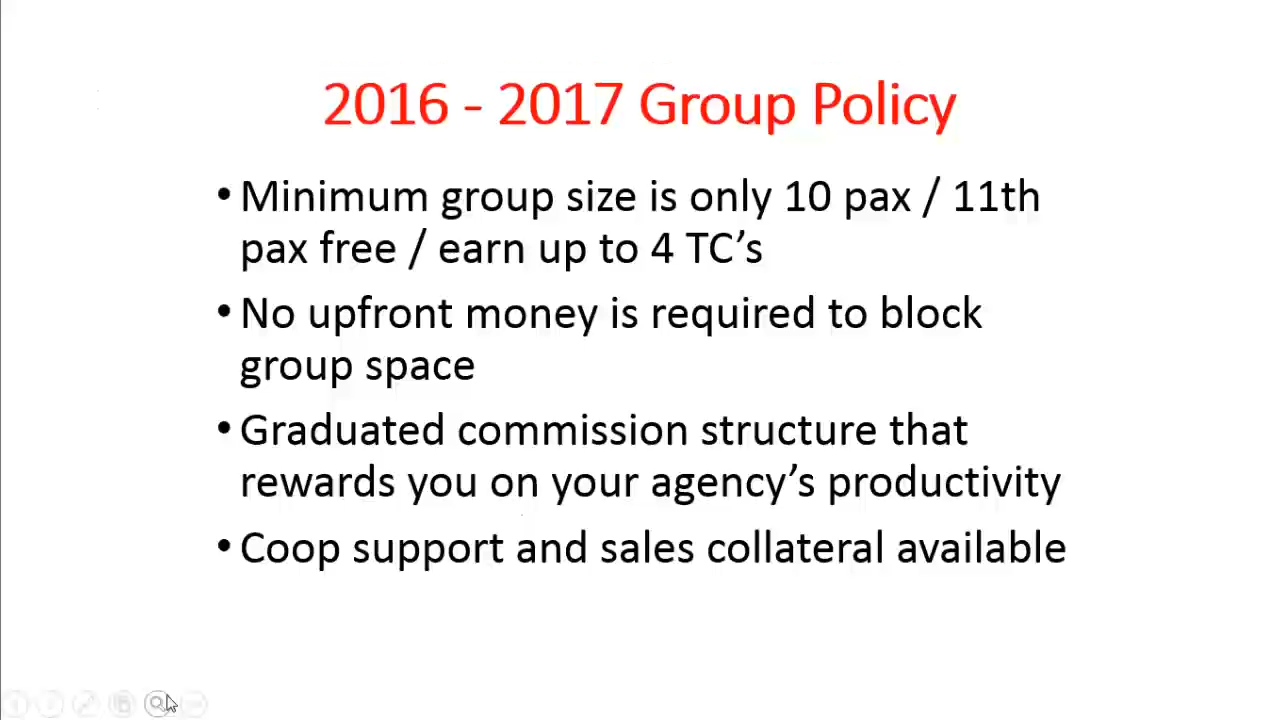 2016 - 2017 Group Policy
• Minimum group size is only 10 pax / 11th
pax free / earn up to 4 TC’s
• No upfront money is required to block
group space
• Graduated commission structure that
rewards you on your agency’s productivity
• Coop support and sales collateral available